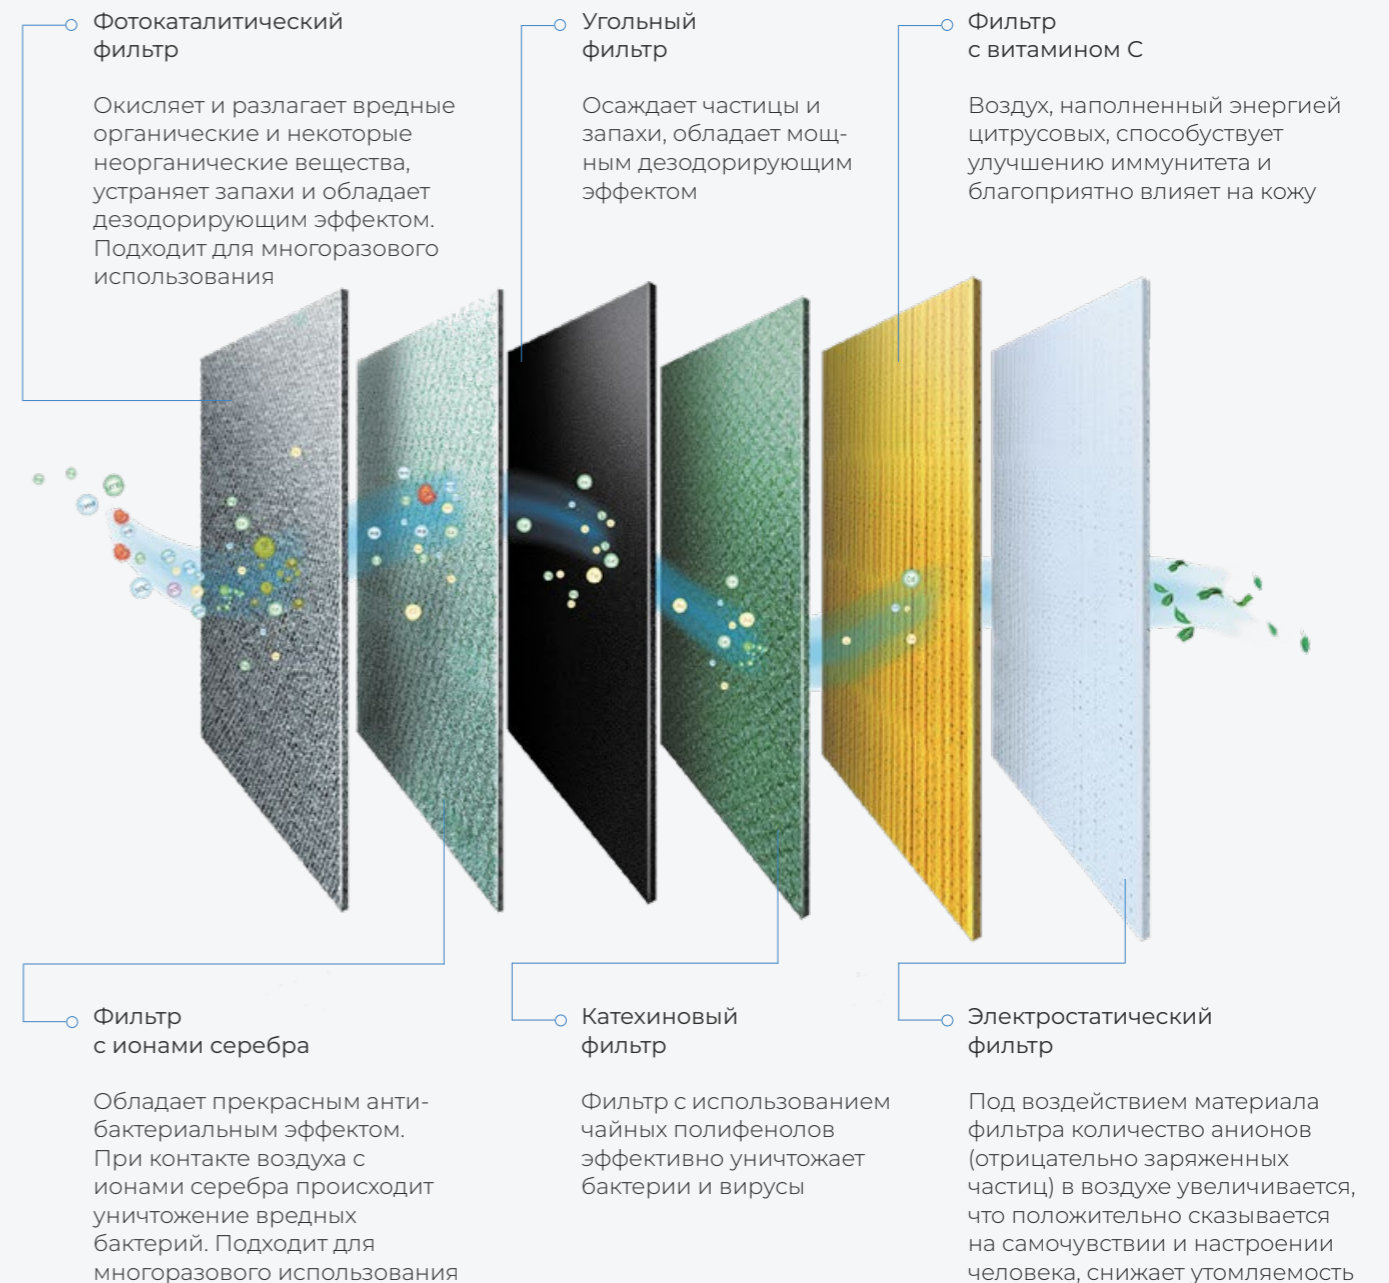 Фотокаталитический
фильтр
Окисляет и разлагает вредные
органические и некоторые
неорганические вещества,
устраняет запахи и обладает
дезодорирующим эффектом.
Подходит для многоразового
использования
Угольный
фильтр
Осаждает частицы и
запахи, обладает мощ-
ным дезодорирующим
эффектом
Фильтр
с витамином С
Воздух, наполненный энергией
цитрусовых, способуствует
улучшению иммунитета и
благоприятно влияет на кожу
Фильтр
с ионами серебра
Обладает прекрасным анти-
бактериальным эффектом.
При контакте воздуха с
ионами серебра происходит
уничтожение вредных
бактерий. Подходит для
многоразового использования
Катехиновый
фильтр
Фильтр с использованием
чайных полифенолов
эффективно уничтожает
бактерии и вирусы
Электростатический
фильтр
Под воздействием материала
фильтра количество анионов
(отрицательно заряженных
частиц) в воздухе увеличивается,
что положительно сказывается
на самочувствии и настроении
человека, снижает утомляемость